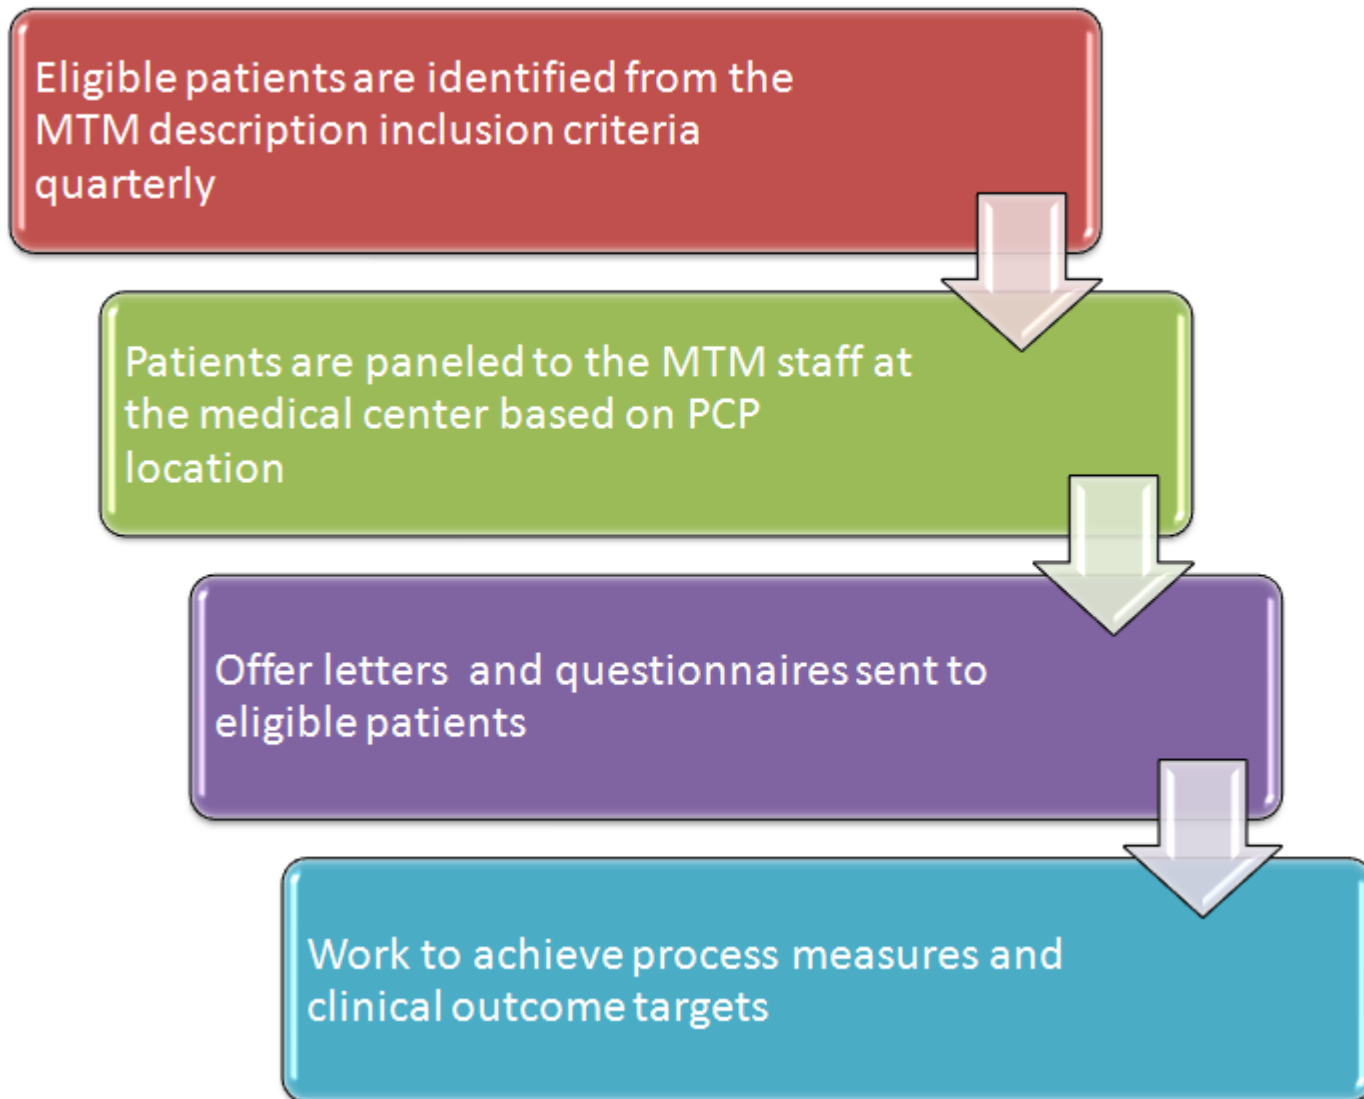 Eligible patients are identified from the
MTM description inclusion criteria
quarterly
Patients are paneled to the MTM staff at
the medical center based on PCP
location
Offer letters  and questionnaires sent to
eligible patients
Work to achieve process measures and
clinical outcome targets